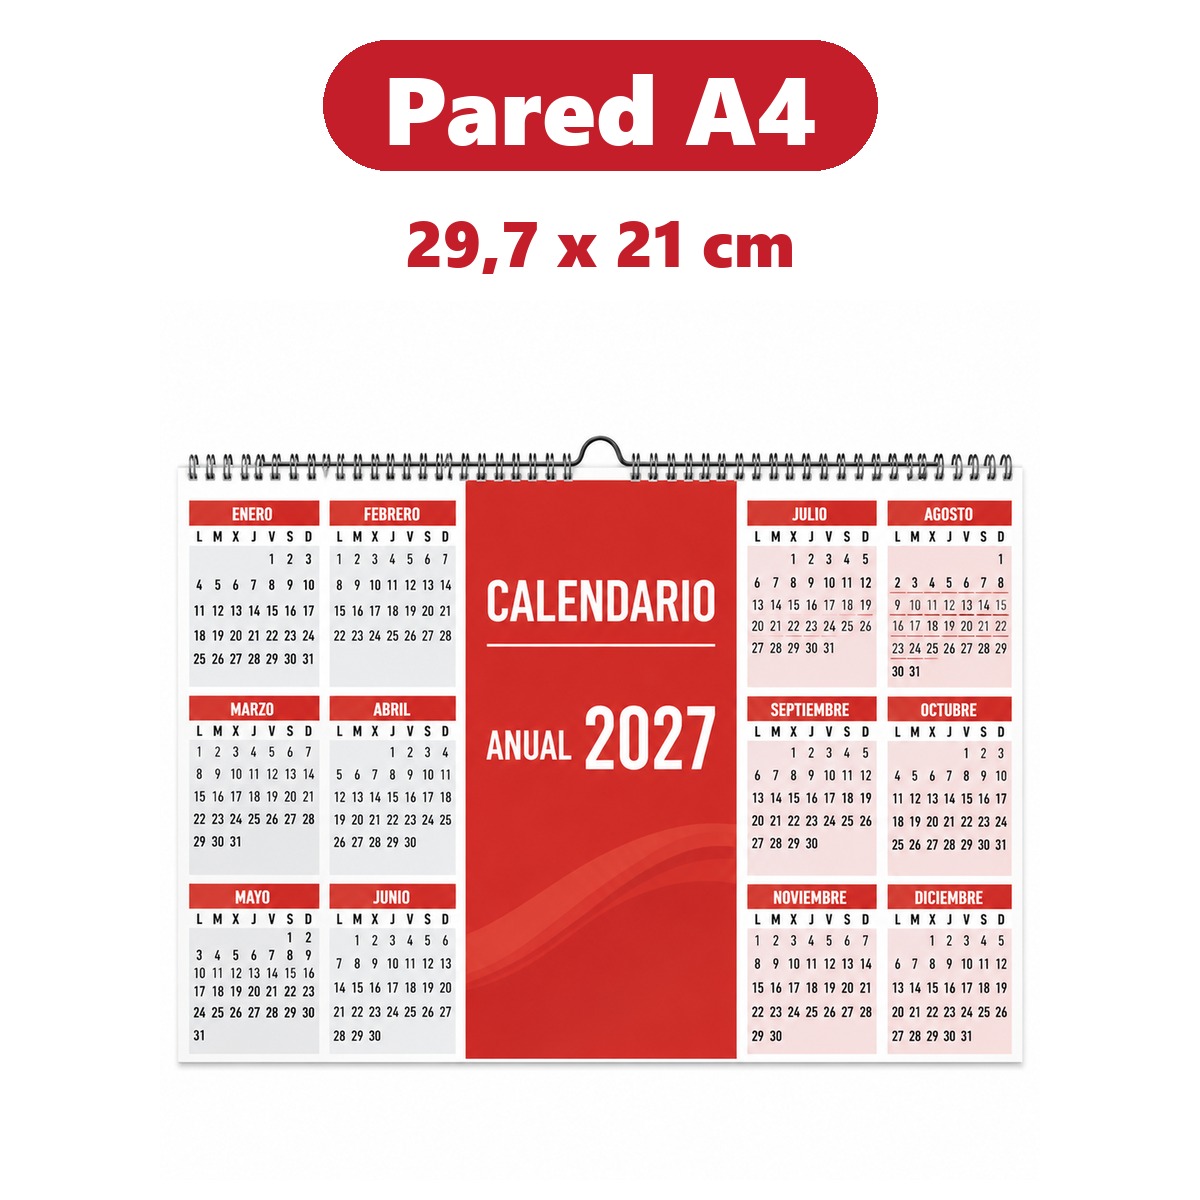 Pared A4
29,7 x 21 cm
ENERO
L M X J V S D
1 2 3
4 5 6 7 8 9 10
11 12 13 14 15 16 17
18 19 20 21 22 23 24
25 26 27 28 29 30 31
FEBRERO
L M X J V S D
1 2 3 4 5 6 7
8 9 10 11 12 13 14
15 16 17 18 19 20 21
22 23 24 25 26 27 28
MARZO
L M X J V S D
1 2 3 4 5 6 7
8 9 10 11 12 13 14
15 16 17 18 19 20 21
22 23 24 25 26 27 28
29 30 31
ABRIL
L M X J V S D
1 2 3 4
5 6 7 8 9 10 11
12 13 14 15 16 17 18
19 20 21 22 23 24 25
26 27 28 29 30
MAYO
L M X J V S D
1 2
3 4 5 6 7 8 9
10 11 12 13 14 15 16
17 18 19 20 21 22 23
24 25 26 27 28 29 30
31
JUNIO
L M X J V S D
1 2 3 4 5 6
7 8 9 10 11 12 13
14 15 16 17 18 19 20
21 22 23 24 25 26 27
28 29 30
CALENDARIO
ANUAL 2027
JULIO
L M X J V S D
1 2 3 4 5
6 7 8 9 10 11 12
13 14 15 16 17 18 19
20 21 22 23 24 25 26
27 28 29 30 31
AGOSTO
L M X J V S D
1
2 3 4 5 6 7 8
9 10 11 12 13 14 15
16 17 18 19 20 21 22
23 24 25 26 27 28 29
30 31
SEPTIEMBRE
L M X J V S D
1 2 3 4 5
6 7 8 9 10 11 12
13 14 15 16 17 18 19
20 21 22 23 24 25 26
27 28 29 30
OCTUBRE
L M X J V S D
1 2 3
4 5 6 7 8 9 10
11 12 13 14 15 16 17
18 19 20 21 22 23 24
25 26 27 28 29 30 31
NOVIEMBRE
L M X J V S D
1 2 3 4 5 6 7
8 9 10 11 12 13 14
15 16 17 18 19 20 21
22 23 24 25 26 27 28
29 30
DICIEMBRE
L M X J V S D
1 2 3 4 5
6 7 8 9 10 11 12
13 14 15 16 17 18 19
20 21 22 23 24 25 26
27 28 29 30 31